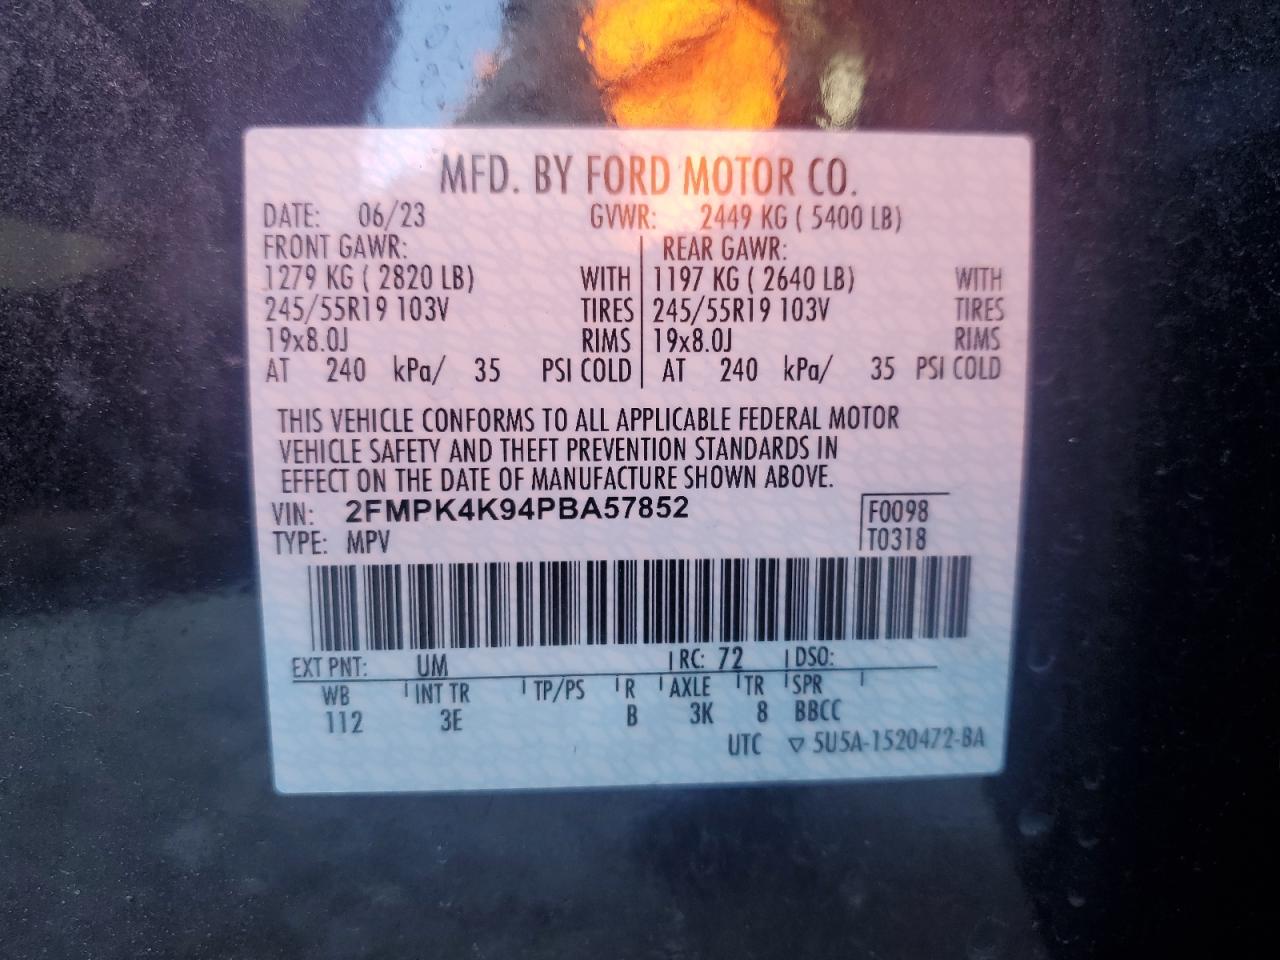 MFD. BY FORD MOTOR CO.
DATE: 06/23 GVWR: 2449 KG ( 5400 LB)
FRONT GAWR: REAR GAWR:
1279 KG ( 2820 LB) WITH 1197 KG ( 2640 LB) WITH
245/55R19 103V TIRES 245/55R19 103V TIRES
19x8.0J RIMS 19x8.0J RIMS
AT 240 kPa/ 35 PSI COLD AT 240 kPa/ 35 PSI COLD
THIS VEHICLE CONFORMS TO ALL APPLICABLE FEDERAL MOTOR
VEHICLE SAFETY AND THEFT PREVENTION STANDARDS IN
EFFECT ON THE DATE OF MANUFACTURE SHOWN ABOVE.
VIN: 2FMPK4K94PBA57852 F0098
TYPE: MPV T0318
EXT PNT: UM RC: 72 DSO:
WB INT TR TP/PS R AXLE TR SPR
112 3E B 3K 8 BBCC
UTC ▽ 5U5A-1520472-BA